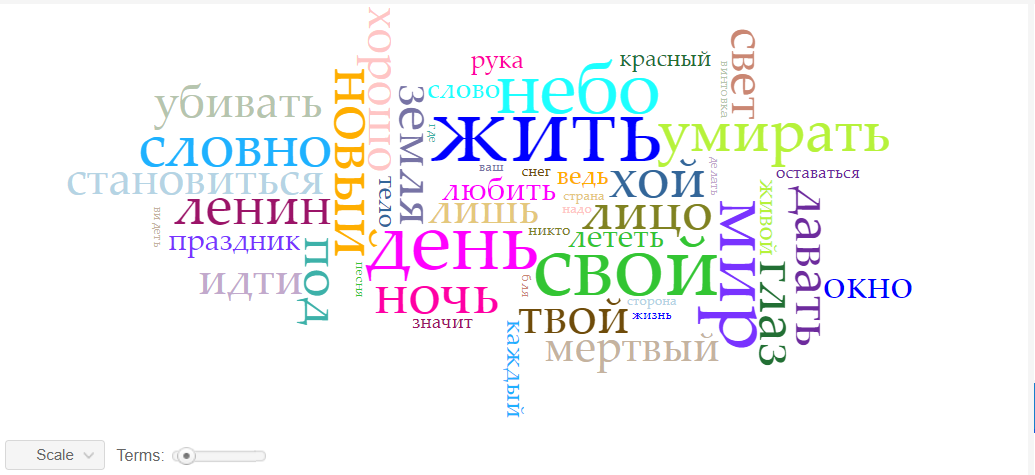 хорошо
свет
рука
красный
винтовка
новый
небо
слово
убивать
земля
где
жить
умирать
словно
ваш
снег
ведь
хой
делать
оставаться
становиться
тело
любить
страна
живой
ленин
лишь
надо
лицо
мир
давать
видеть
праздник
никто
лететь
под
день
свой
идти
песня
бля
глаз
окно
ночь
сторона
значит
твой
жизнь
каждый
мертвый
Scale
Terms: